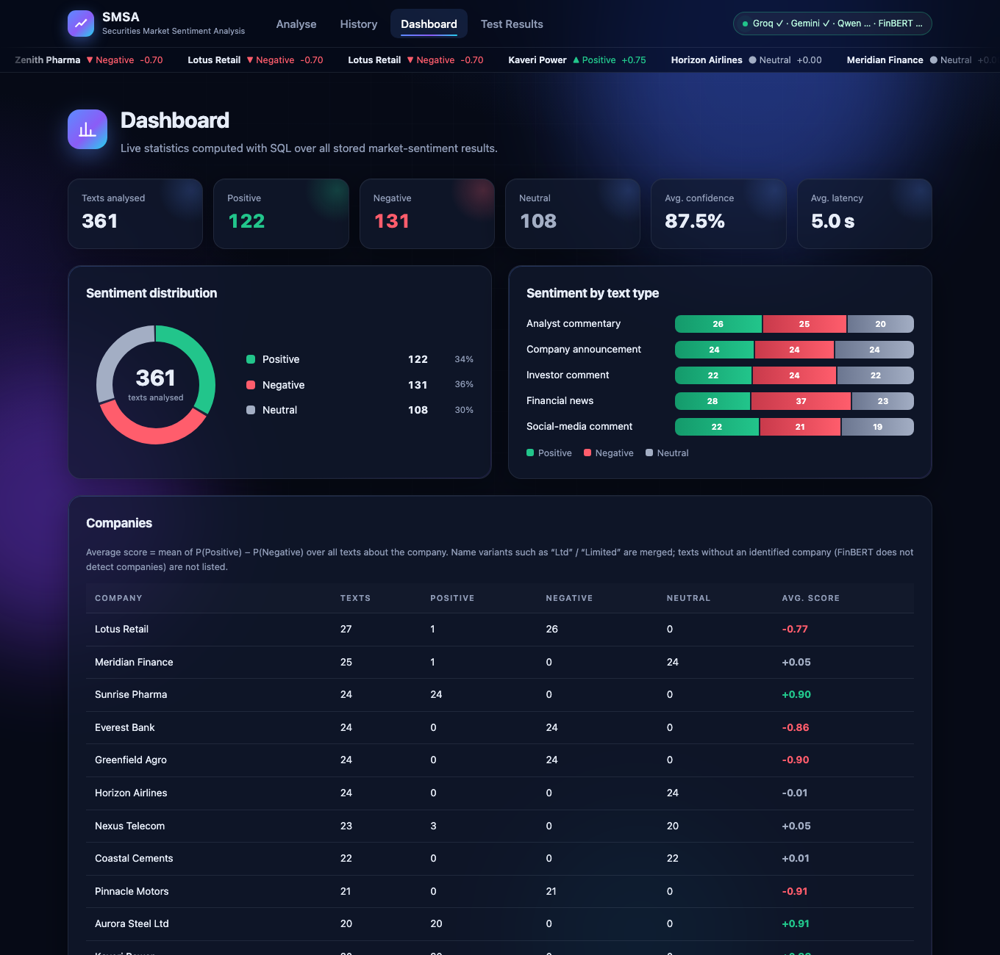 SMSA
Securities Market Sentiment Analysis
Analyse History Dashboard Test Results
Groq ✓ · Gemini ✓ · Qwen ... · FinBERT ...
Zenith Pharma ▼ Negative -0.70 Lotus Retail ▼ Negative -0.70 Lotus Retail ▼ Negative -0.70 Kaveri Power ▲ Positive +0.75 Horizon Airlines ● Neutral +0.00 Meridian Finance ● Neutral
Dashboard
Live statistics computed with SQL over all stored market-sentiment results.
Texts analysed Positive Negative Neutral Avg. confidence Avg. latency
361 122 131 108 87.5% 5.0 s
Sentiment distribution
361
texts analysed
Positive 122 34%
Negative 131 36%
Neutral 108 30%
Sentiment by text type
Analyst commentary 26 25 20
Company announcement 24 24 24
Investor comment 22 24 22
Financial news 28 37 23
Social-media comment 22 21 19
Positive Negative Neutral
Companies
Average score = mean of P(Positive) – P(Negative) over all texts about the company. Name variants such as “Ltd” / “Limited” are merged; texts without an identified company (FinBERT does not
detect companies) are not listed.
COMPANY TEXTS POSITIVE NEGATIVE NEUTRAL AVG. SCORE
Lotus Retail 27 1 26 0 -0.77
Meridian Finance 25 1 0 24 +0.05
Sunrise Pharma 24 24 0 0 +0.90
Everest Bank 24 0 24 0 -0.86
Greenfield Agro 24 0 24 0 -0.90
Horizon Airlines 24 0 0 24 -0.01
Nexus Telecom 23 3 0 20 +0.05
Coastal Cements 22 0 0 22 +0.01
Pinnacle Motors 21 0 21 0 -0.91
Aurora Steel Ltd 20 20 0 0 +0.91